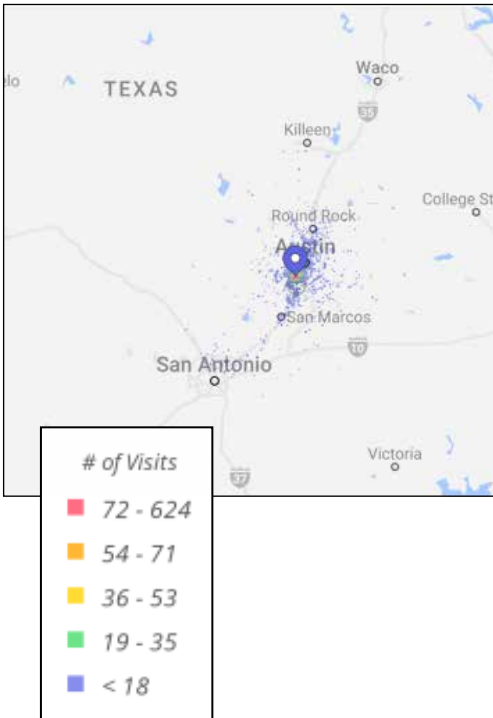 Waco
elo
TEXAS
35
Killeen
College St
Round Rock
Austin
San Marcos
10
San Antonio
Victoria
37
# of Visits
72 - 624
54 - 71
36 - 53
19 - 35
< 18